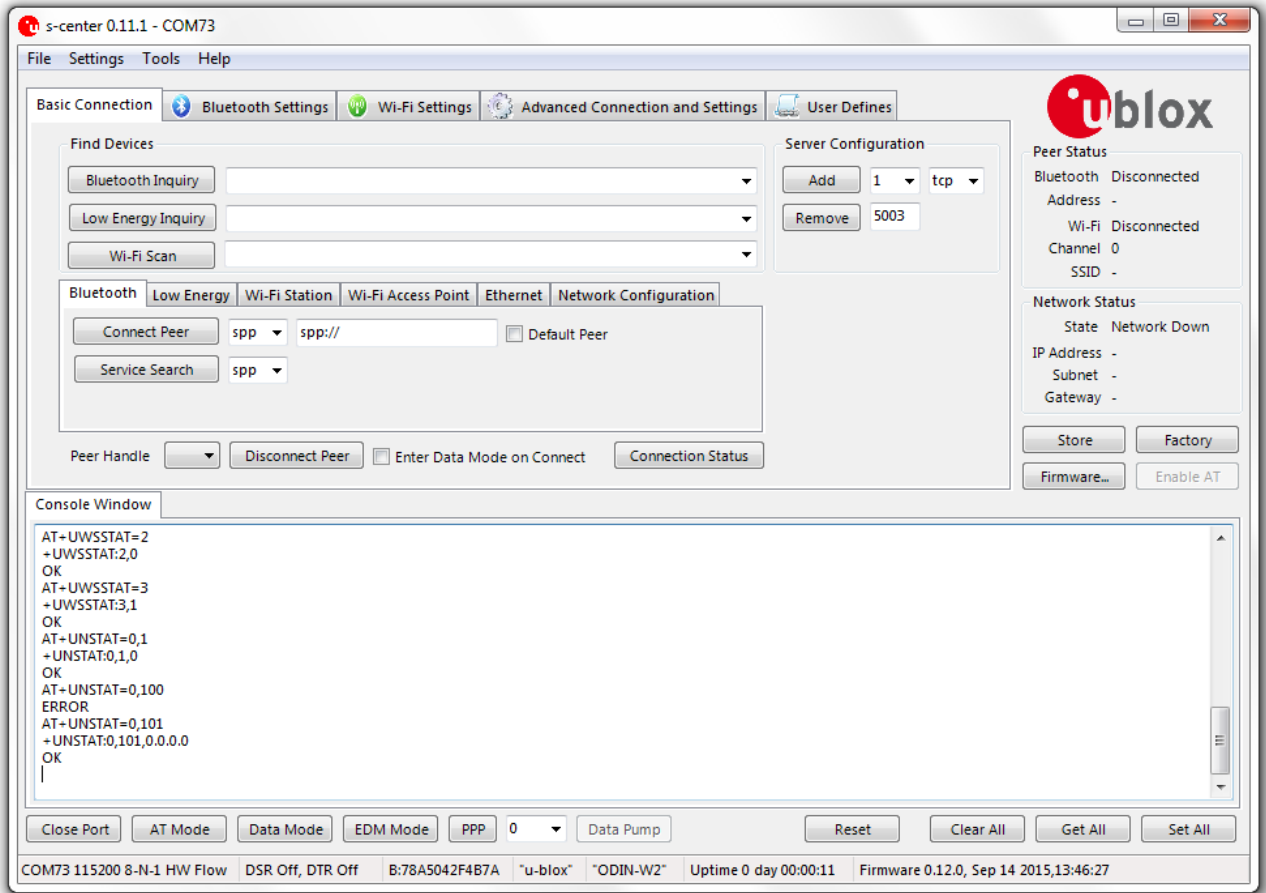 s-center 0.11.1 - COM73
File Settings Tools Help
Basic Connection Bluetooth Settings Wi-Fi Settings Advanced Connection and Settings User Defines
ublox
Find Devices
Bluetooth Inquiry
Low Energy Inquiry
Wi-Fi Scan
Server Configuration
Add 1 tcp
Remove 5003
Bluetooth Low Energy Wi-Fi Station Wi-Fi Access Point Ethernet Network Configuration
Connect Peer spp spp:// Default Peer
Service Search spp
Peer Handle Disconnect Peer Enter Data Mode on Connect Connection Status
Peer Status
Bluetooth Disconnected
Address -
Wi-Fi Disconnected
Channel 0
SSID -
Network Status
State Network Down
IP Address -
Subnet -
Gateway -
Store Factory
Firmware... Enable AT
Console Window
AT+UWSSTAT=2
+UWSSTAT:2,0
OK
AT+UWSSTAT=3
+UWSSTAT:3,1
OK
AT+UNSTAT=0,1
+UNSTAT:0,1,0
OK
AT+UNSTAT=0,100
ERROR
AT+UNSTAT=0,101
+UNSTAT:0,101,0.0.0.0
OK
Close Port AT Mode Data Mode EDM Mode PPP 0 Data Pump Reset Clear All Get All Set All
COM73 115200 8-N-1 HW Flow DSR Off, DTR Off B:78A5042F4B7A "u-blox" "ODIN-W2" Uptime 0 day 00:00:11 Firmware 0.12.0, Sep 14 2015,13:46:27